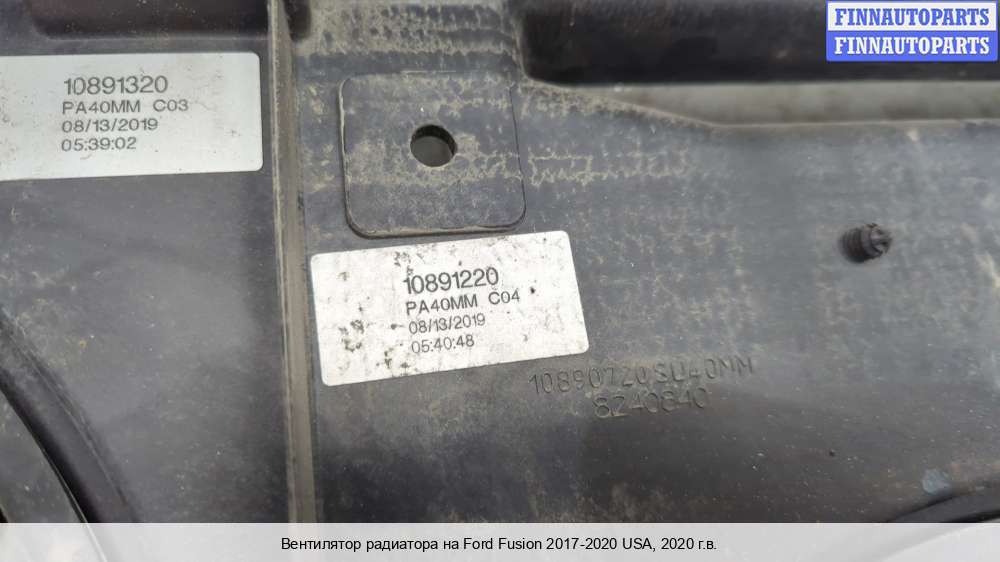 FINNAUTOPARTS
FINNAUTOPARTS
10891320
PA40MM C03
08/13/2019
05:39:02
10891220
PA40MM C04
08/13/2019
05:40:48
10890720SU40MM
8240840
Вентилятор радиатора на Ford Fusion 2017-2020 USA, 2020 г.в.